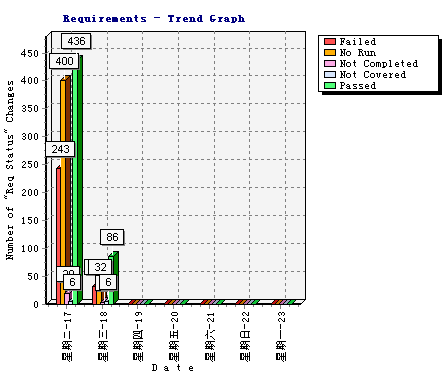 Requirements - Trend Graph
Number of "Req Status" Changes
450
400
350
300
250
200
150
100
50
0
436
400
243
6
32
86
6
星期二-17
星期三-18
星期四-19
星期五-20
星期六-21
星期日-22
星期一-23
Date
Failed
No Run
Not Completed
Not Covered
Passed